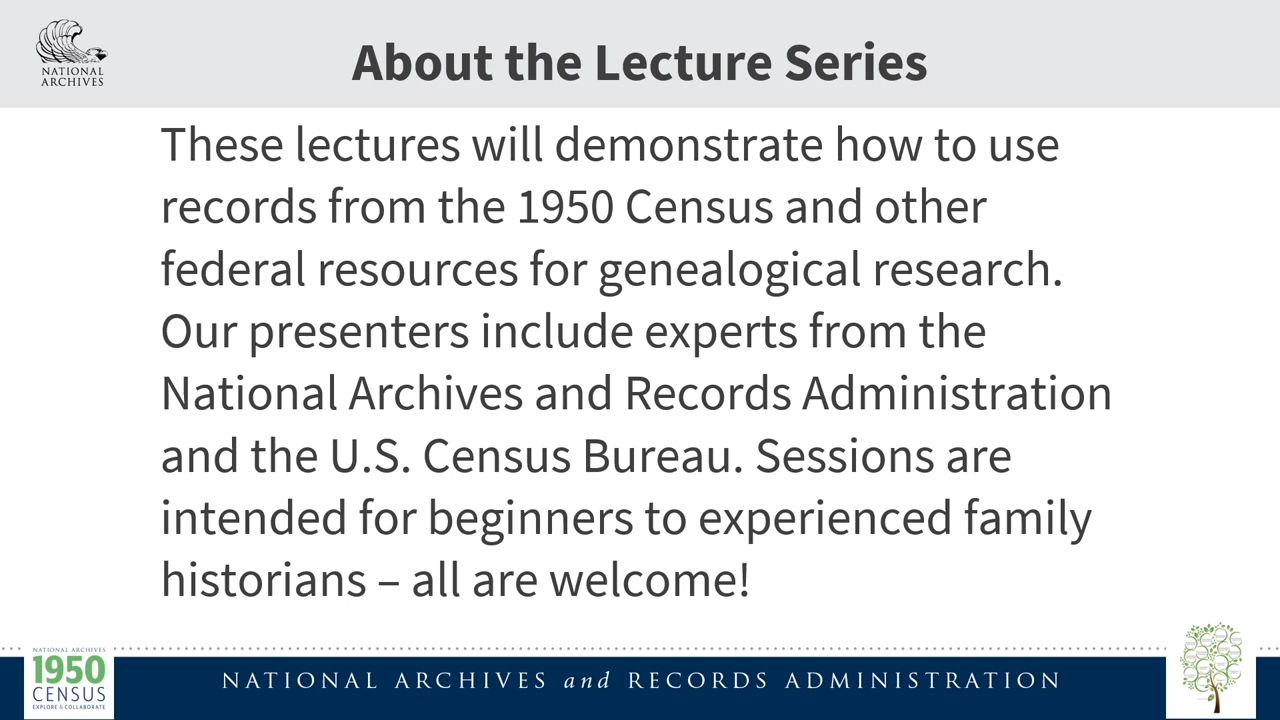 NATIONAL
ARCHIVES
About the Lecture Series
These lectures will demonstrate how to use
records from the 1950 Census and other
federal resources for genealogical research.
Our presenters include experts from the
National Archives and Records Administration
and the U.S. Census Bureau. Sessions are
intended for beginners to experienced family
historians – all are welcome!
NATIONAL ARCHIVES
1950
CENSUS
EXPLORE & COLLABORATE
NATIONAL ARCHIVES and RECORDS ADMINISTRATION